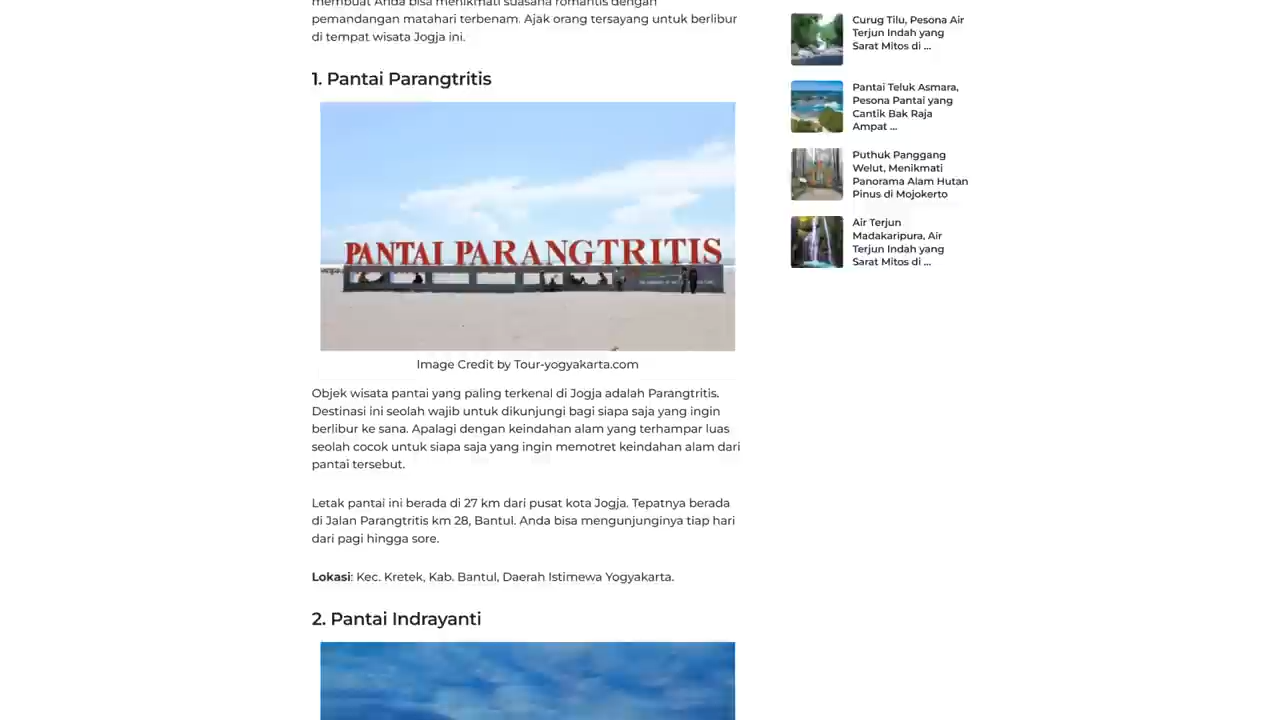 membuat Anda bisa menikmati suasana romantis dengan
pemandangan matahari terbenam. Ajak orang tersayang untuk berlibur
di tempat wisata Jogja ini.
1. Pantai Parangtritis
PANTAI PARANGTRITIS
Image Credit by Tour-yogyakarta.com
Objek wisata pantai yang paling terkenal di Jogja adalah Parangtritis.
Destinasi ini seolah wajib untuk dikunjungi bagi siapa saja yang ingin
berlibur ke sana. Apalagi dengan keindahan alam yang terhampar luas
seolah cocok untuk siapa saja yang ingin memotret keindahan alam dari
pantai tersebut.
Letak pantai ini berada di 27 km dari pusat kota Jogja. Tepatnya berada
di Jalan Parangtritis km 28, Bantul. Anda bisa mengunjunginya tiap hari
dari pagi hingga sore.
Lokasi: Kec. Kretek, Kab. Bantul, Daerah Istimewa Yogyakarta.
2. Pantai Indrayanti
Curug Tilu, Pesona Air
Terjun Indah yang
Sarat Mitos di ...
Pantai Teluk Asmara,
Pesona Pantai yang
Cantik Bak Raja
Ampat ...
Puthuk Panggang
Welut, Menikmati
Panorama Alam Hutan
Pinus di Mojokerto
Air Terjun
Madakaripura, Air
Terjun Indah yang
Sarat Mitos di ...